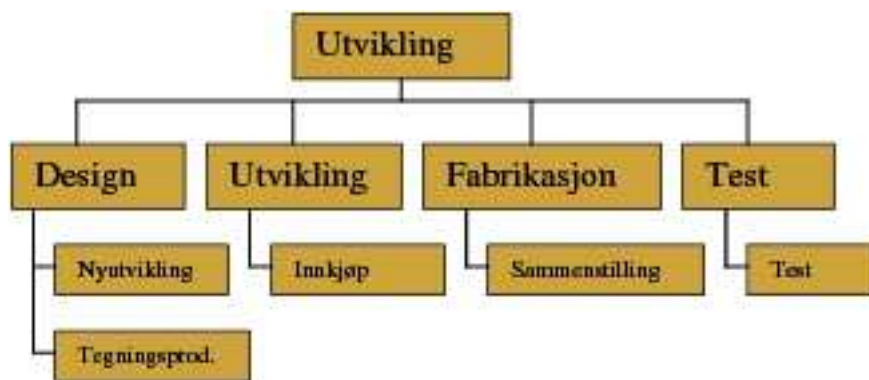 Utvikling
Design
Utvikling
Fabrikasjon
Test
Nyutvikling
Innkjøp
Sammenstilling
Test
Tegningsprod.